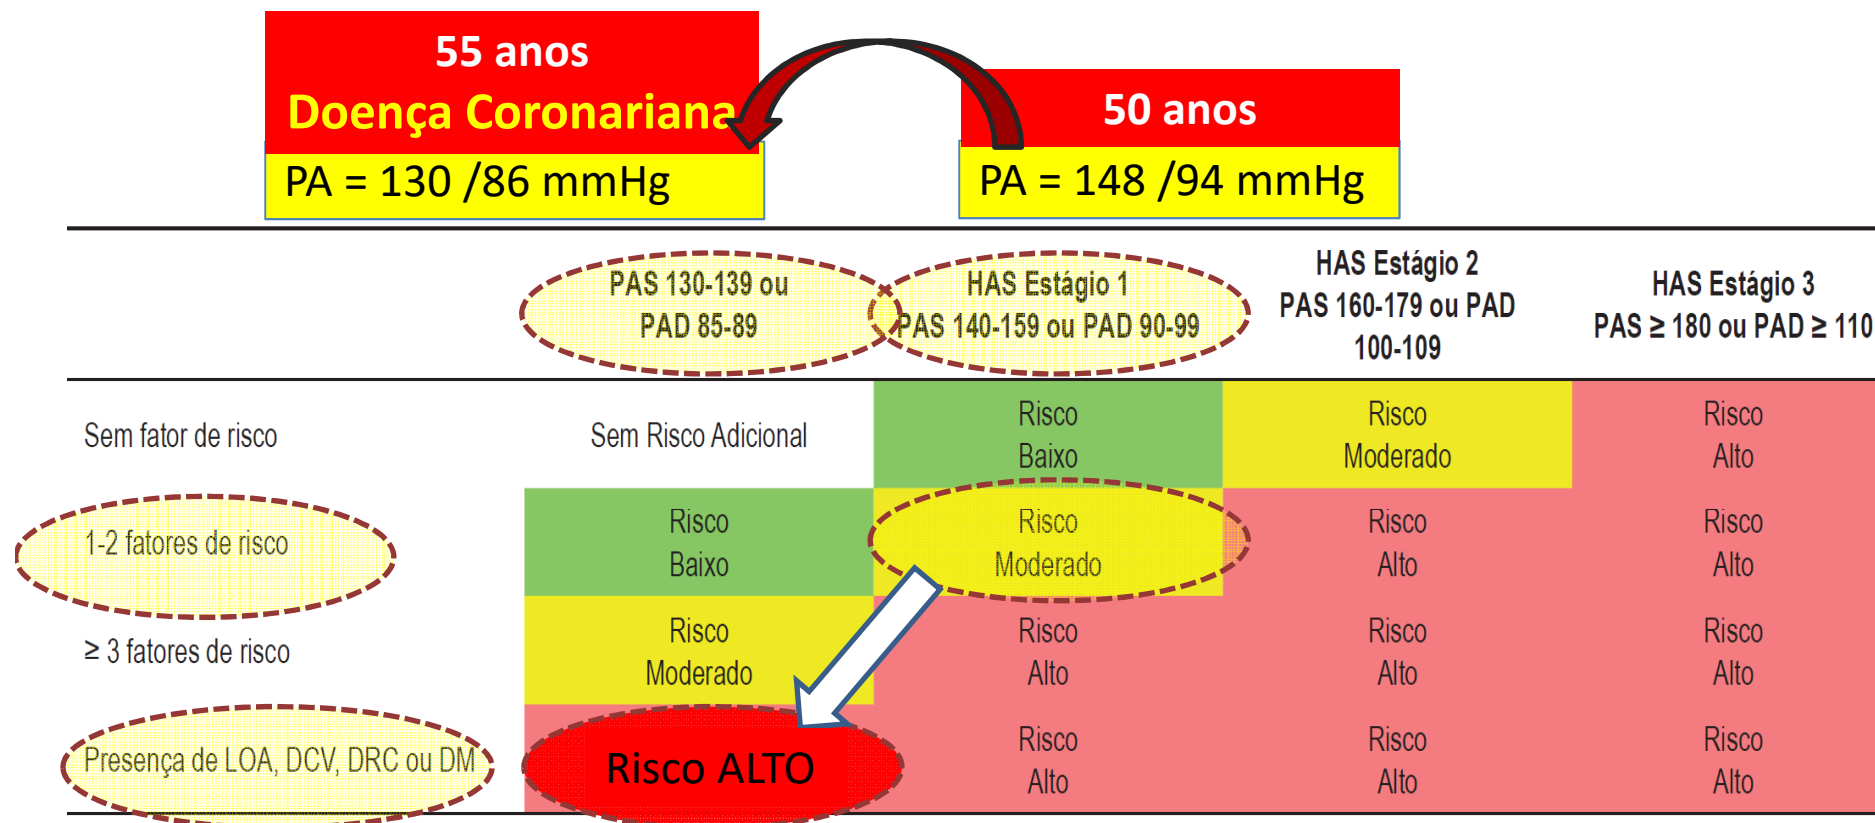 55 anos
Doença Coronariana
PA = 130 /86 mmHg
50 anos
PA = 148 /94 mmHg
PAS 130-139 ou
PAD 85-89
HAS Estágio 1
PAS 140-159 ou PAD 90-99
HAS Estágio 2
PAS 160-179 ou PAD
100-109
HAS Estágio 3
PAS ≥ 180 ou PAD ≥ 110
Sem fator de risco
Sem Risco Adicional
Risco
Baixo
Risco
Moderado
Risco
Alto
1-2 fatores de risco
Risco
Baixo
Risco
Moderado
Risco
Alto
Risco
Alto
≥ 3 fatores de risco
Risco
Moderado
Risco
Alto
Risco
Alto
Risco
Alto
Presença de LOA, DCV, DRC ou DM
Risco ALTO
Risco
Alto
Risco
Alto
Risco
Alto